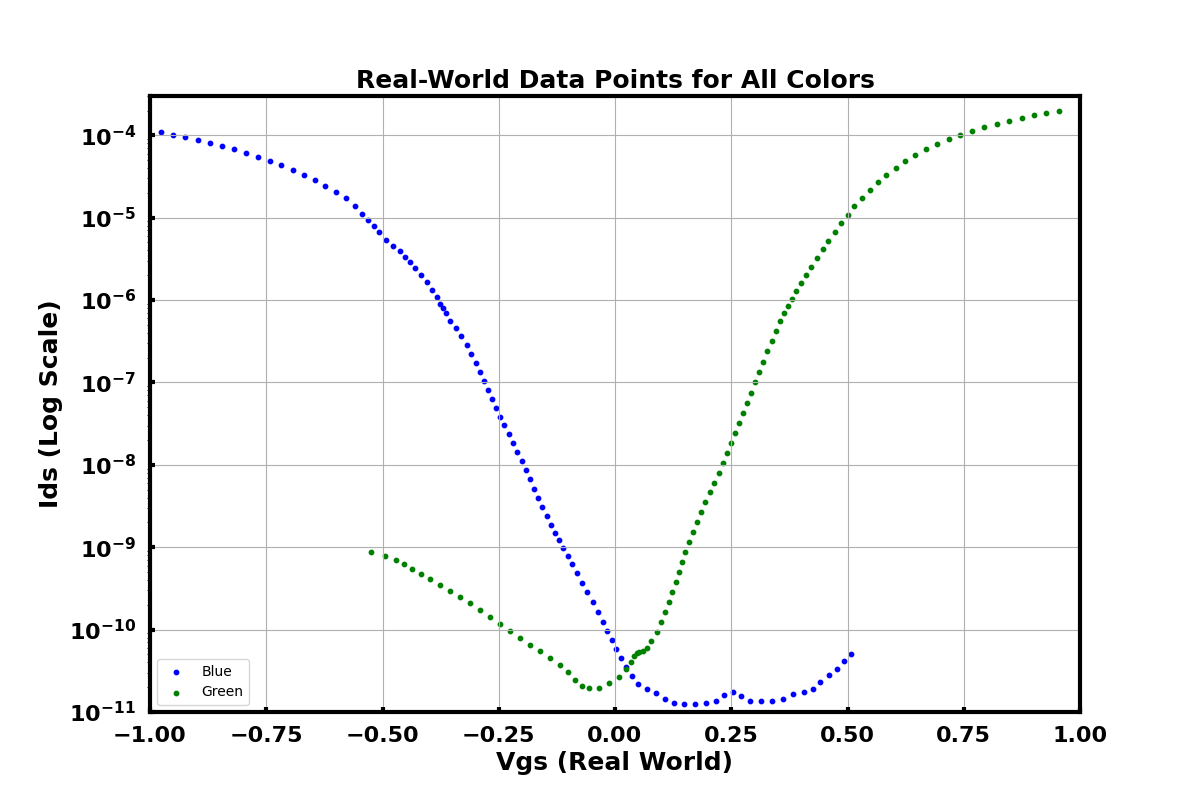 Real-World Data Points for All Colors
Ids (Log Scale)
10⁻⁴
10⁻⁵
10⁻⁶
10⁻⁷
10⁻⁸
10⁻⁹
10⁻¹⁰
10⁻¹¹
Blue
Green
−1.00 −0.75 −0.50 −0.25 0.00 0.25 0.50 0.75 1.00
Vgs (Real World)